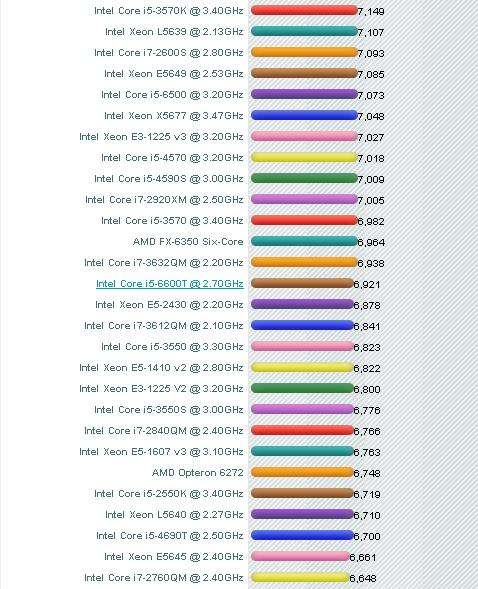 Intel Core i5-3570K @ 3.40GHz 7,149
Intel Xeon L5639 @ 2.13GHz 7,107
Intel Core i7-2600S @ 2.80GHz 7,093
Intel Xeon E5649 @ 2.53GHz 7,085
Intel Core i5-6500 @ 3.20GHz 7,073
Intel Xeon X5677 @ 3.47GHz 7,048
Intel Xeon E3-1225 v3 @ 3.20GHz 7,027
Intel Core i5-4570 @ 3.20GHz 7,018
Intel Core i5-4590S @ 3.00GHz 7,009
Intel Core i7-2920XM @ 2.50GHz 7,005
Intel Core i5-3570 @ 3.40GHz 6,982
AMD FX-6350 Six-Core 6,964
Intel Core i7-3632QM @ 2.20GHz 6,938
Intel Core i5-6600T @ 2.70GHz 6,921
Intel Xeon E5-2430 @ 2.20GHz 6,878
Intel Core i7-3612QM @ 2.10GHz 6,841
Intel Core i5-3550 @ 3.30GHz 6,823
Intel Xeon E5-1410 v2 @ 2.80GHz 6,822
Intel Xeon E3-1225 V2 @ 3.20GHz 6,800
Intel Core i5-3550S @ 3.00GHz 6,776
Intel Core i7-2840QM @ 2.40GHz 6,766
Intel Xeon E5-1607 v3 @ 3.10GHz 6,763
AMD Opteron 6272 6,748
Intel Core i5-2550K @ 3.40GHz 6,719
Intel Xeon L5640 @ 2.27GHz 6,710
Intel Core i5-4690T @ 2.50GHz 6,700
Intel Xeon E5645 @ 2.40GHz 6,661
Intel Core i7-2760QM @ 2.40GHz 6,648